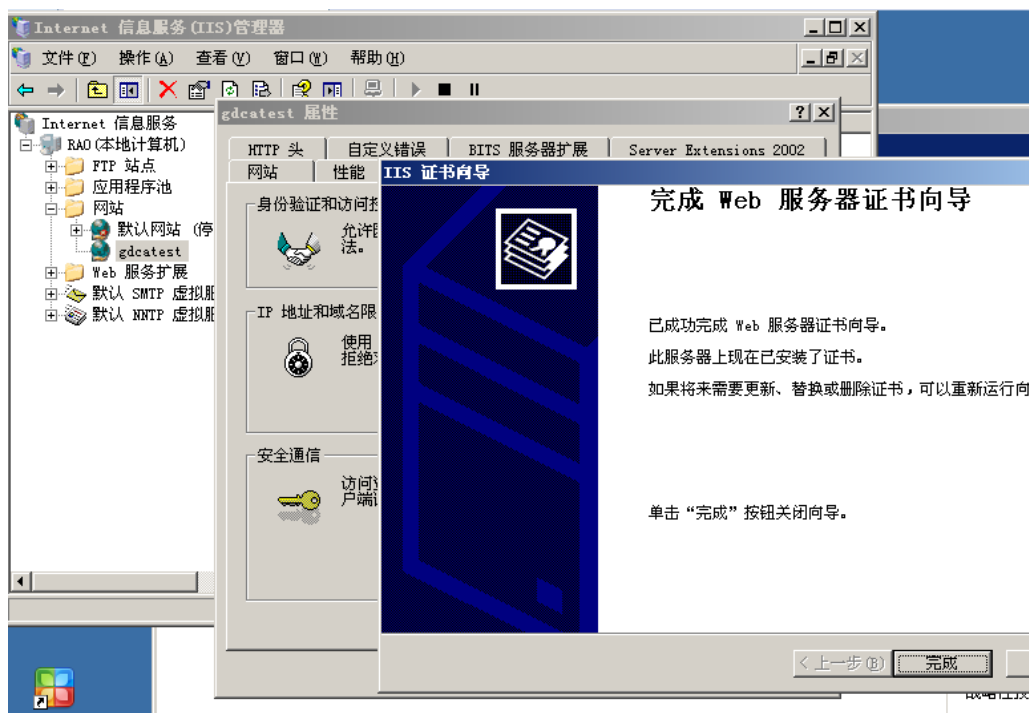 Internet 信息服务(IIS)管理器
文件(F) 操作(A) 查看(V) 窗口(W) 帮助(H)
Internet 信息服务
RAO(本地计算机)
FTP 站点
应用程序池
网站
默认网站 (停
gdcatest
Web 服务扩展
默认 SMTP 虚拟服
默认 NNTP 虚拟服
gdcatest 属性
HTTP 头 自定义错误 BITS 服务器扩展 Server Extensions 2002
网站 性能
身份验证和访问控
允许
法。
IP 地址和域名限
使用
拒绝
安全通信
访问
户端
IIS 证书向导
完成 Web 服务器证书向导
已成功完成 Web 服务器证书向导。
此服务器上现在已安装了证书。
如果将来需要更新、替换或删除证书，可以重新运行向
单击“完成”按钮关闭向导。
< 上一步(B) 完成